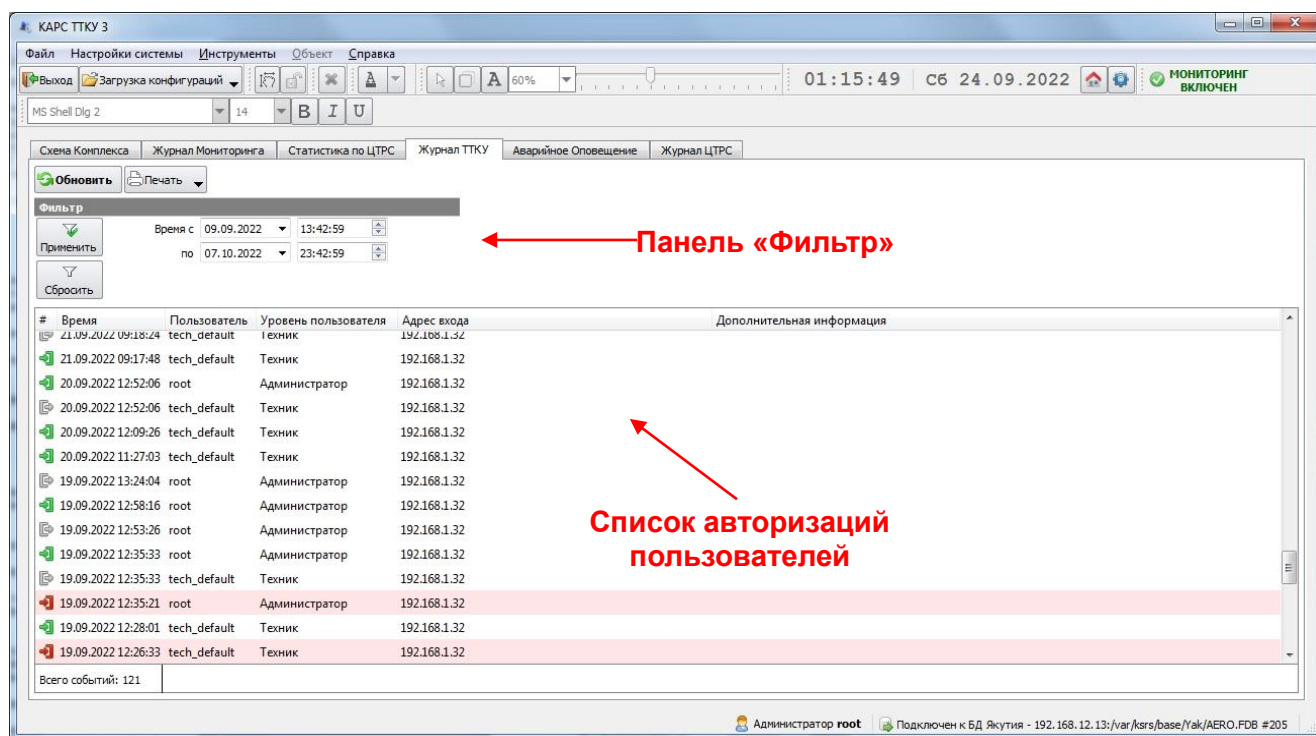 КАРС ТТКУ 3
Файл Настройки системы Инструменты Объект Справка
Выход Загрузка конфигураций A A 60% 01:15:49 Сб 24.09.2022 МОНИТОРИНГ
ВКЛЮЧЕН
MS Shell Dlg 2 14 B I U
Схема Комплекса Журнал Мониторинга Статистика по ЦТРС Журнал ТТКУ Аварийное Оповещение Журнал ЦТРС
Обновить Печать
Фильтр
Применить Время с 09.09.2022 13:42:59
по 07.10.2022 23:42:59
Сбросить
Панель «Фильтр»
# Время Пользователь Уровень пользователя Адрес входа Дополнительная информация
21.09.2022 09:18:24 tech_default Техник 192.168.1.32
21.09.2022 09:17:48 tech_default Техник 192.168.1.32
20.09.2022 12:52:06 root Администратор 192.168.1.32
20.09.2022 12:52:06 tech_default Техник 192.168.1.32
20.09.2022 12:09:26 tech_default Техник 192.168.1.32
20.09.2022 11:27:03 tech_default Техник 192.168.1.32
19.09.2022 13:24:04 root Администратор 192.168.1.32
19.09.2022 12:58:16 root Администратор 192.168.1.32
19.09.2022 12:53:26 root Администратор 192.168.1.32
19.09.2022 12:35:33 root Администратор 192.168.1.32
19.09.2022 12:35:33 tech_default Техник 192.168.1.32
19.09.2022 12:35:21 root Администратор 192.168.1.32
19.09.2022 12:28:01 tech_default Техник 192.168.1.32
19.09.2022 12:26:33 tech_default Техник 192.168.1.32
Список авторизаций
пользователей
Всего событий: 121
Администратор root Подключен к БД Якутия - 192.168.12.13:/var/ksrs/base/Yak/AERO.FDB #205